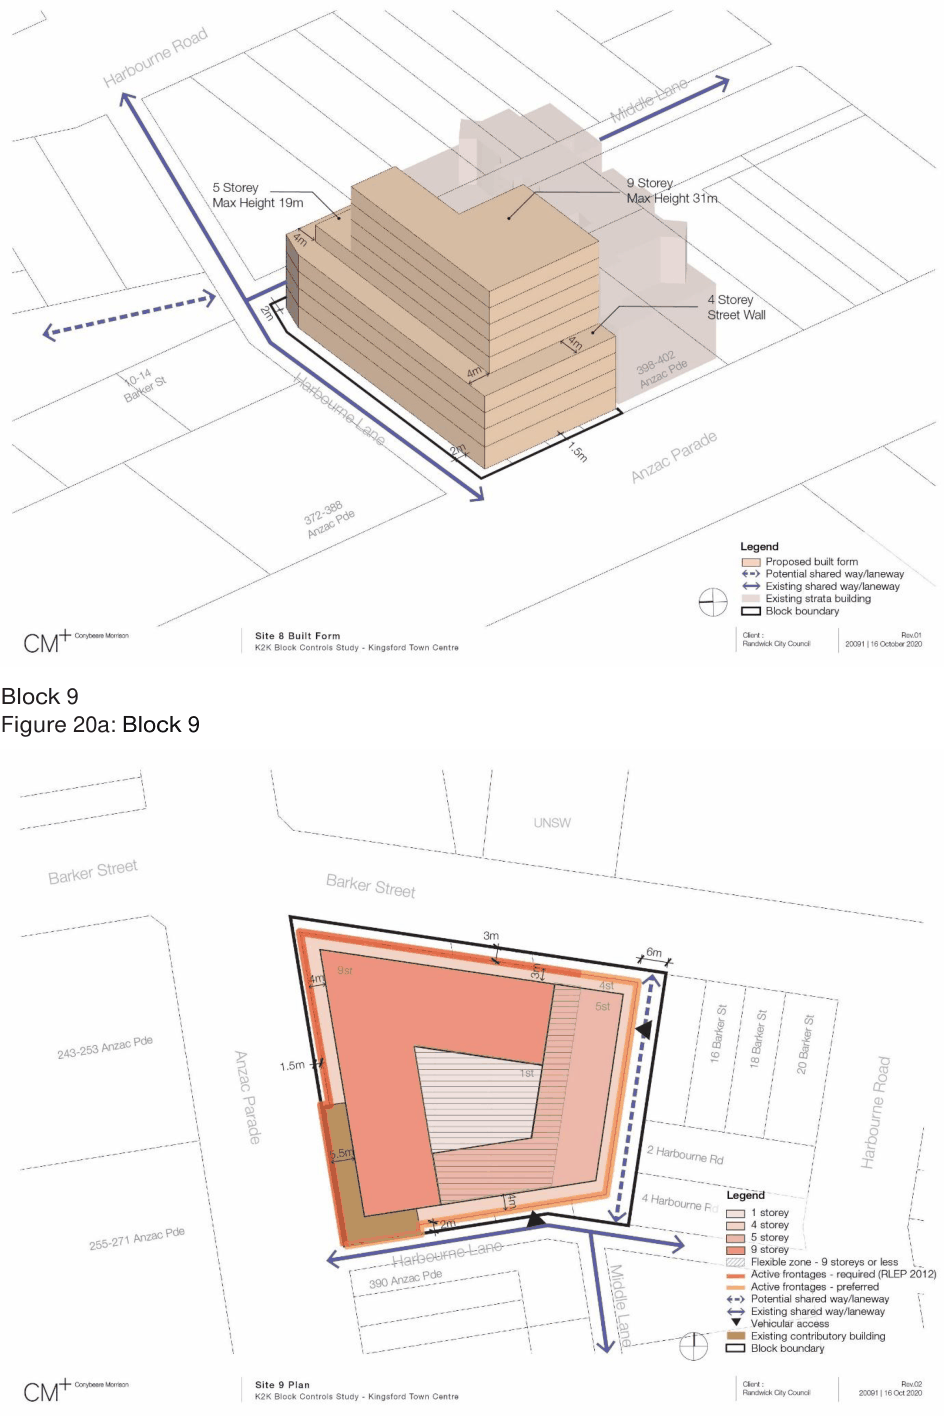 Harbourne Road
Middle Lane
5 Storey
Max Height 19m
9 Storey
Max Height 31m
4m
2m
4 Storey
Street Wall
4m
4m
398-402
Anzac Pde
10-14
Barker St
Harbourne Lane
2m
1.5m
Anzac Parade
372-388
Anzac Pde
Legend
Proposed built form
Potential shared way/laneway
Existing shared way/laneway
Existing strata building
Block boundary
CM+ Conybeare Morrison
Site 8 Built Form
K2K Block Controls Study - Kingsford Town Centre
Client :
Randwick City Council
Rev.01
20091 | 16 October 2020
Block 9
Figure 20a: Block 9
UNSW
Barker Street
Barker Street
3m
6m
9st
3m
4m
4st
5st
16 Barker St
18 Barker St
20 Barker St
243-253 Anzac Pde
Anzac Parade
1.5m
1st
Harbourne Road
5.5m
2 Harbourne Rd
4 Harbourne Rd
4m
2m
255-271 Anzac Pde
Harbourne Lane
390 Anzac Pde
Middle Lane
Legend
1 storey
4 storey
5 storey
9 storey
Flexible zone - 9 storeys or less
Active frontages - required (RLEP 2012)
Active frontages - preferred
Potential shared way/laneway
Existing shared way/laneway
Vehicular access
Existing contributory building
Block boundary
CM+ Conybeare Morrison
Site 9 Plan
K2K Block Controls Study - Kingsford Town Centre
Client :
Randwick City Council
Rev.02
20091 | 16 Oct 2020